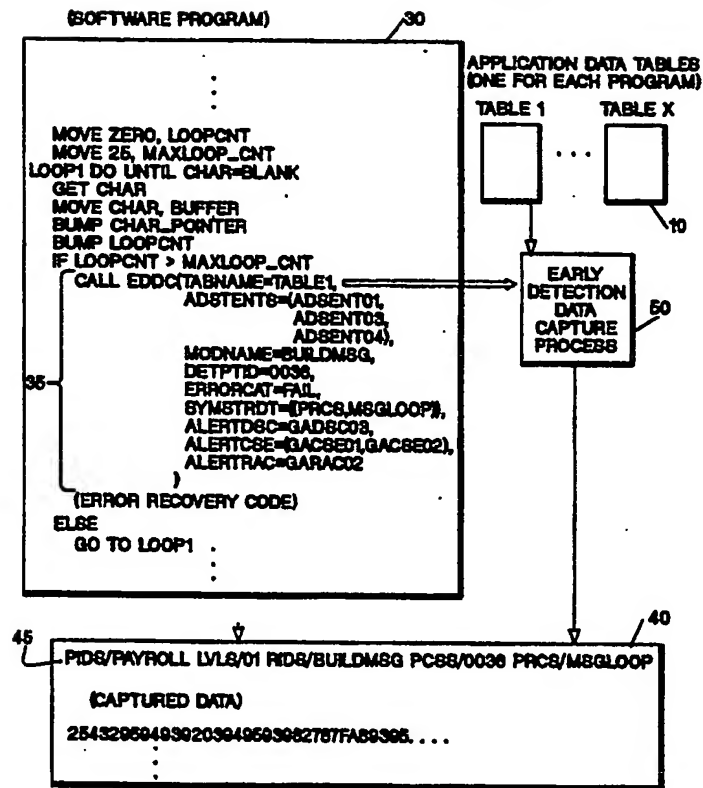 (SOFTWARE PROGRAM)
30
APPLICATION DATA TABLES
(ONE FOR EACH PROGRAM)
TABLE 1 TABLE X
. . .
10
MOVE ZERO, LOOPCNT
MOVE 25, MAXLOOP_CNT
LOOP1 DO UNTIL CHAR=BLANK
GET CHAR
MOVE CHAR, BUFFER
BUMP CHAR_POINTER
BUMP LOOPCNT
IF LOOPCNT > MAXLOOP_CNT
CALL EDDC(TABNAME=TABLE1,
ADSTENTS=(ADSENT01,
ADSENT03,
ADSENT04),
MODNAME=BUILDMSG,
DETPTID=0036,
ERRORCAT=FAIL,
SYMSTRDT=((PRCS,MSGLOOP)),
ALERTDSC=GADSC03,
ALERTCSE=(GACSE01,GACSE02),
ALERTRAC=GARAC02
)
35
(ERROR RECOVERY CODE)
ELSE
GO TO LOOP1
EARLY
DETECTION
DATA
CAPTURE
PROCESS
50
40
45
PIDS/PAYROLL LVLS/01 RIDS/BUILDMSG PCSS/0036 PRCS/MSGLOOP
(CAPTURED DATA)